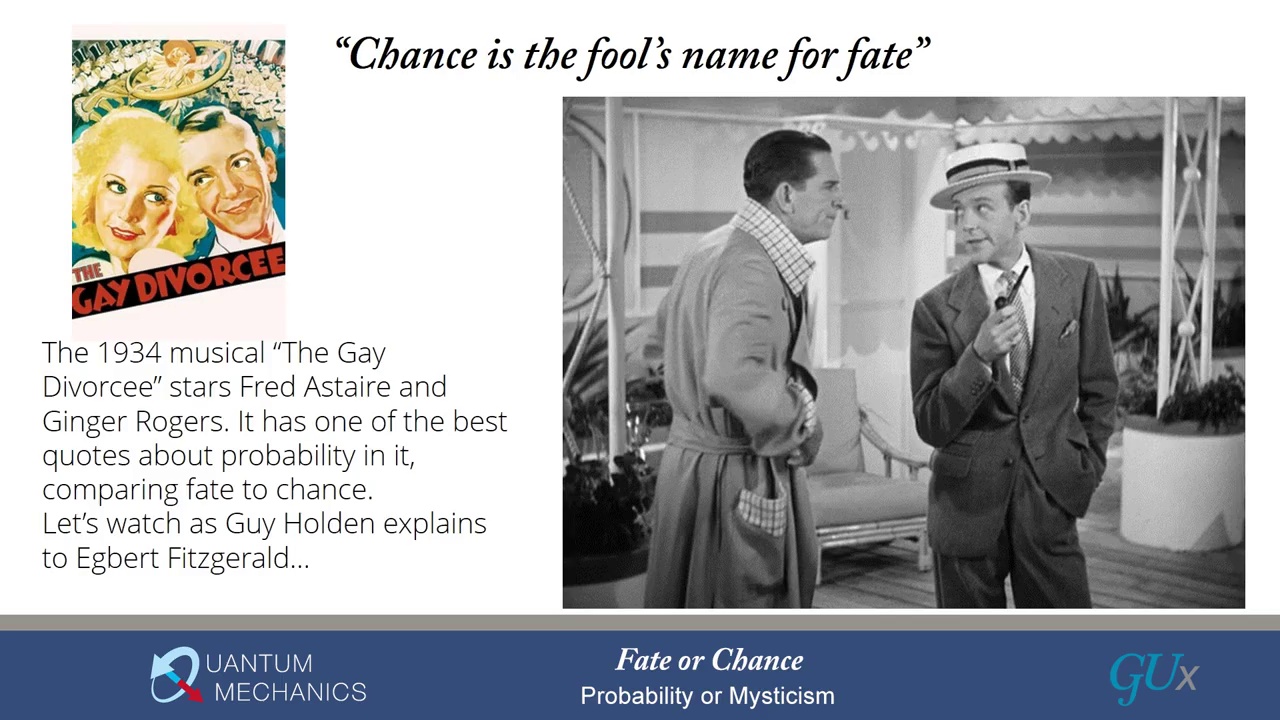 “Chance is the fool’s name for fate”
THE
GAY DIVORCEE
The 1934 musical “The Gay
Divorcee” stars Fred Astaire and
Ginger Rogers. It has one of the best
quotes about probability in it,
comparing fate to chance.
Let’s watch as Guy Holden explains
to Egbert Fitzgerald...
QUANTUM
MECHANICS
Fate or Chance
Probability or Mysticism
GUx